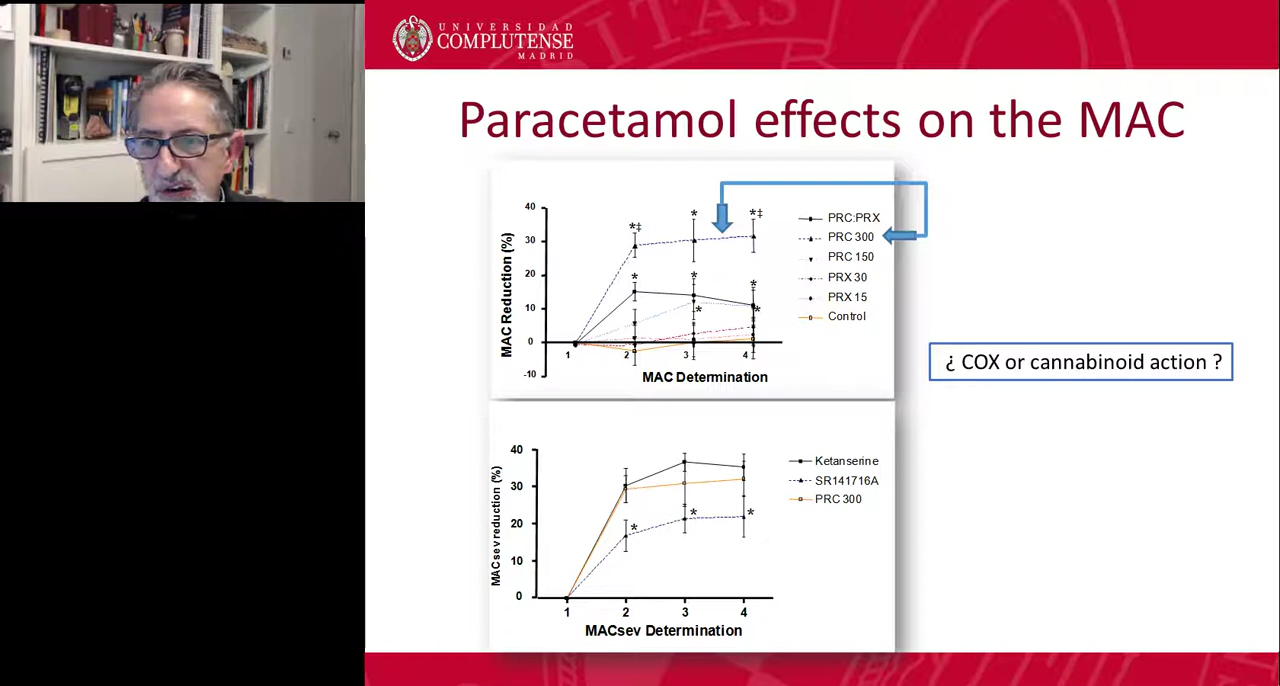 UNIVERSIDAD
COMPLUTENSE
MADRID
Paracetamol effects on the MAC
MAC Reduction (%)
40
30
20
10
0
-10
*‡
*
*‡
*
*
*
*
*
1
2
3
4
MAC Determination
PRC:PRX
PRC 300
PRC 150
PRX 30
PRX 15
Control
¿ COX or cannabinoid action ?
MACsev reduction (%)
40
30
20
10
0
*
*
*
1
2
3
4
MACsev Determination
Ketanserine
SR141716A
PRC 300